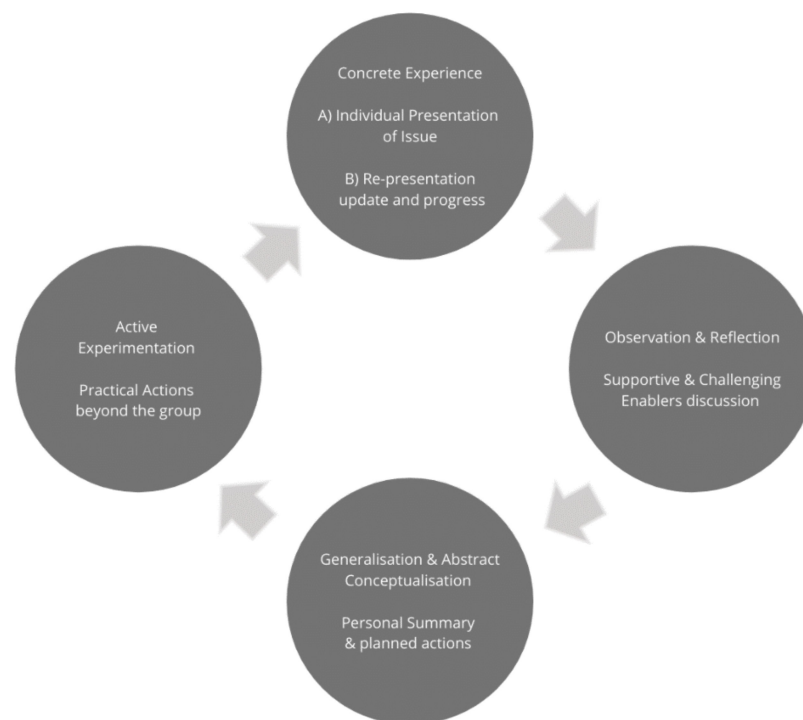 Concrete Experience
A) Individual Presentation
of Issue
B) Re-presentation
update and progress
Observation & Reflection
Supportive & Challenging
Enablers discussion
Generalisation & Abstract
Conceptualisation
Personal Summary
& planned actions
Active
Experimentation
Practical Actions
beyond the group